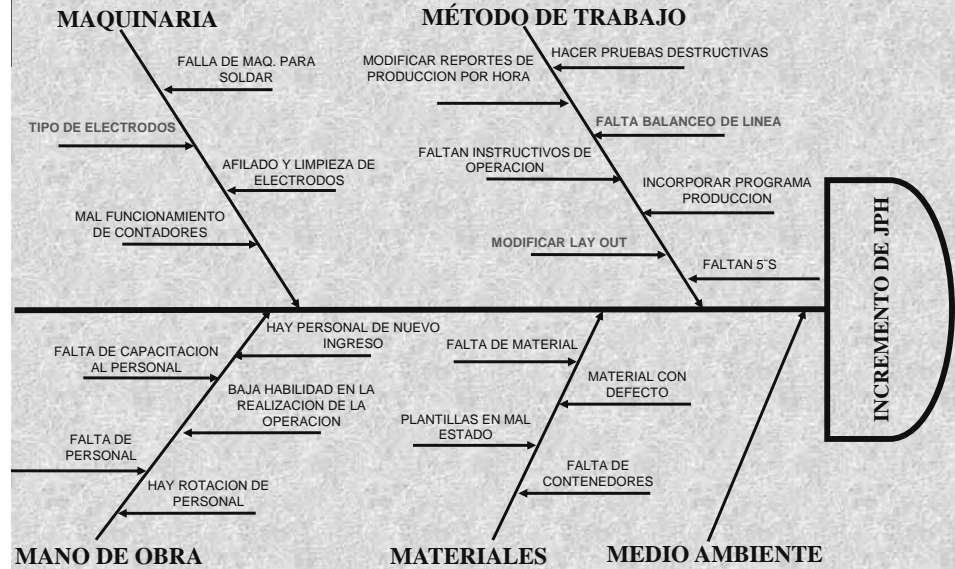 MAQUINARIA
FALLA DE MAQ. PARA
SOLDAR
TIPO DE ELECTRODOS
AFILADO Y LIMPIEZA DE
ELECTRODOS
MAL FUNCIONAMIENTO
DE CONTADORES
MÉTODO DE TRABAJO
HACER PRUEBAS DESTRUCTIVAS
MODIFICAR REPORTES DE
PRODUCCION POR HORA
FALTA BALANCEO DE LINEA
FALTAN INSTRUCTIVOS DE
OPERACION
INCORPORAR PROGRAMA
PRODUCCION
MODIFICAR LAY OUT
FALTAN 5¨S
INCREMENTO DE JPH
HAY PERSONAL DE NUEVO
INGRESO
FALTA DE CAPACITACION
AL PERSONAL
BAJA HABILIDAD EN LA
REALIZACION DE LA
OPERACION
FALTA DE
PERSONAL
HAY ROTACION DE
PERSONAL
MANO DE OBRA
FALTA DE MATERIAL
MATERIAL CON
DEFECTO
PLANTILLAS EN MAL
ESTADO
FALTA DE
CONTENEDORES
MATERIALES
MEDIO AMBIENTE